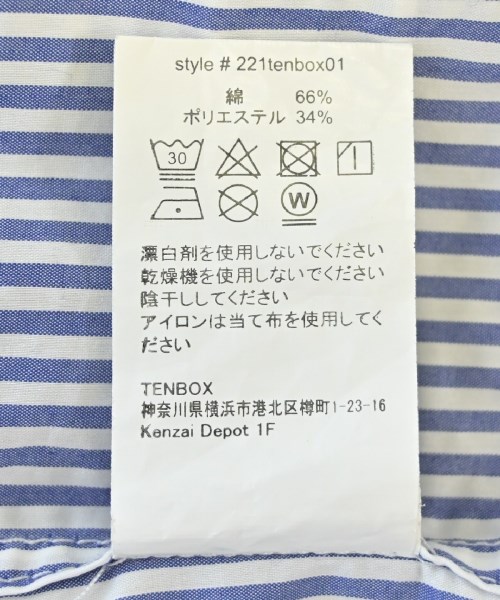 style # 221tenbox01
綿 66%
ポリエステル 34%
30
W
漂白剤を使用しないでください
乾燥機を使用しないでください
陰干ししてください
アイロンは当て布を使用してく
ださい
TENBOX
神奈川県横浜市港北区樽町1-23-16
Kenzai Depot 1F